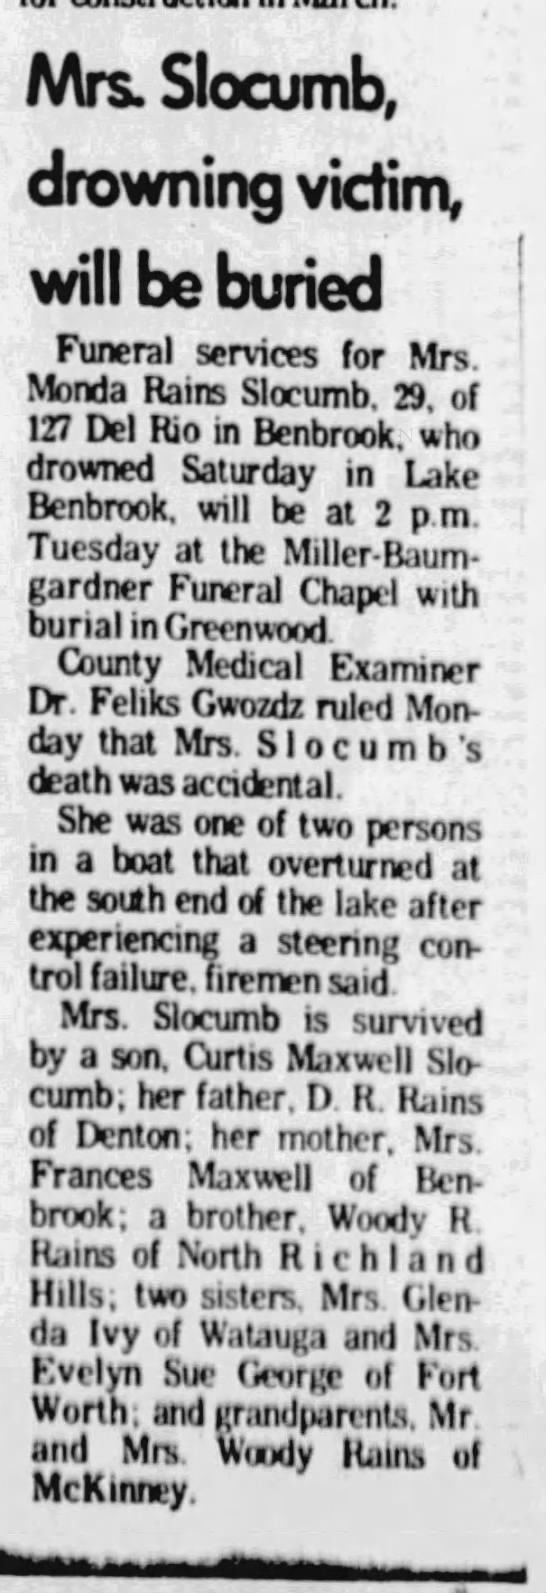 for construction in March.
Mrs. Slocumb,
drowning victim,
will be buried
Funeral services for Mrs.
Monda Rains Slocumb, 29, of
127 Del Rio in Benbrook, who
drowned Saturday in Lake
Benbrook, will be at 2 p.m.
Tuesday at the Miller-Baum-
gardner Funeral Chapel with
burial in Greenwood.
County Medical Examiner
Dr. Feliks Gwozdz ruled Mon-
day that Mrs. Slocumb's
death was accidental.
She was one of two persons
in a boat that overturned at
the south end of the lake after
experiencing a steering con-
trol failure, firemen said.
Mrs. Slocumb is survived
by a son, Curtis Maxwell Slo-
cumb; her father, D. R. Rains
of Denton; her mother, Mrs.
Frances Maxwell of Ben-
brook; a brother, Woody R.
Rains of North Richland
Hills; two sisters, Mrs. Glen-
da Ivy of Watauga and Mrs.
Evelyn Sue George of Fort
Worth; and grandparents, Mr.
and Mrs. Woody Rains of
McKinney.